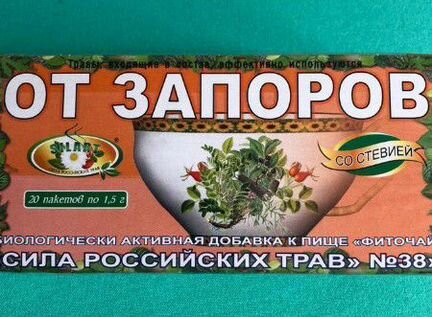 Травы, входящие в состав, эффективно используются
ОТ ЗАПОРОВ
СО СТЕВИЕЙ
20 пакетов по 1,5 г
БИОЛОГИЧЕСКИ АКТИВНАЯ ДОБАВКА К ПИЩЕ «ФИТОЧАЙ
СИЛА РОССИЙСКИХ ТРАВ» №38»